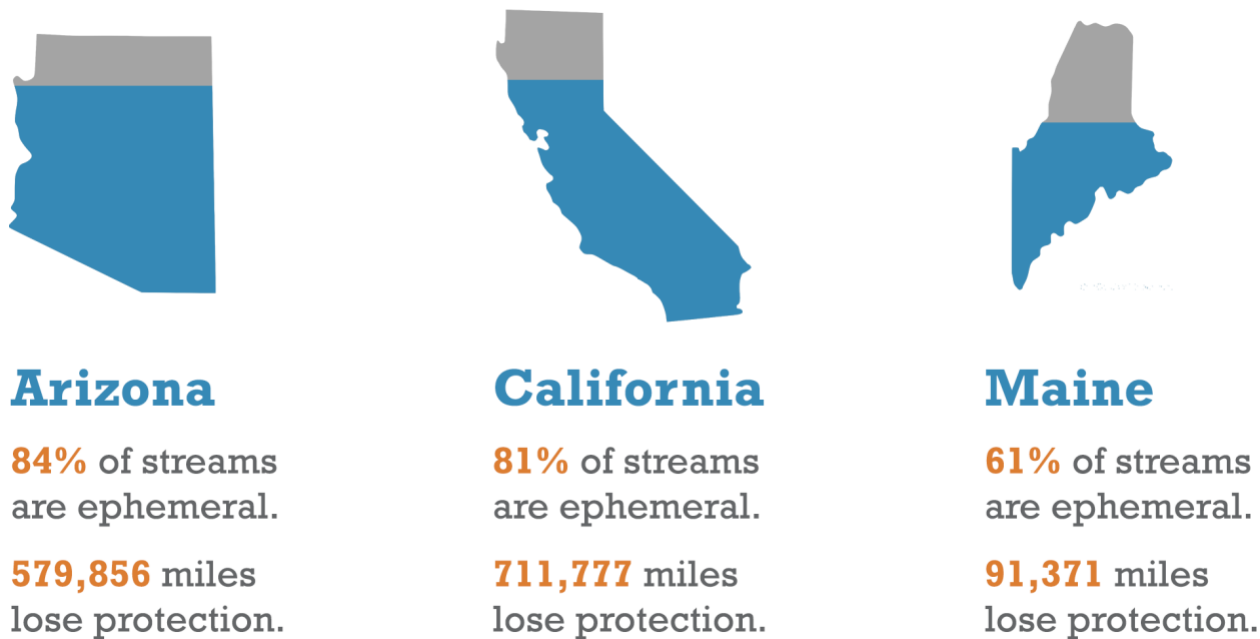 Arizona
84% of streams
are ephemeral.
579,856 miles
lose protection.
California
81% of streams
are ephemeral.
711,777 miles
lose protection.
Maine
61% of streams
are ephemeral.
91,371 miles
lose protection.